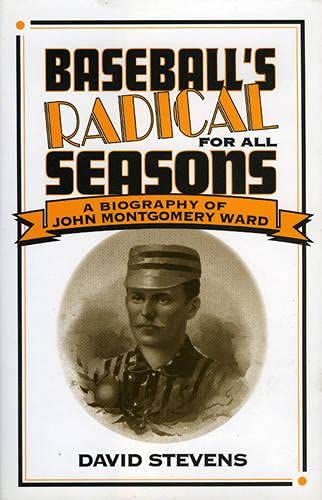 BASEBALL'S
RADICAL
FOR ALL
SEASONS
A BIOGRAPHY OF
JOHN MONTGOMERY WARD
DAVID STEVENS